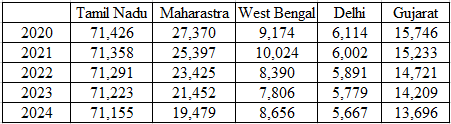 Tamil Nadu Maharastra West Bengal Delhi Gujarat
2020 71,426 27,370 9,174 6,114 15,746
2021 71,358 25,397 10,024 6,002 15,233
2022 71,291 23,425 8,390 5,891 14,721
2023 71,223 21,452 7,806 5,779 14,209
2024 71,155 19,479 8,656 5,667 13,696